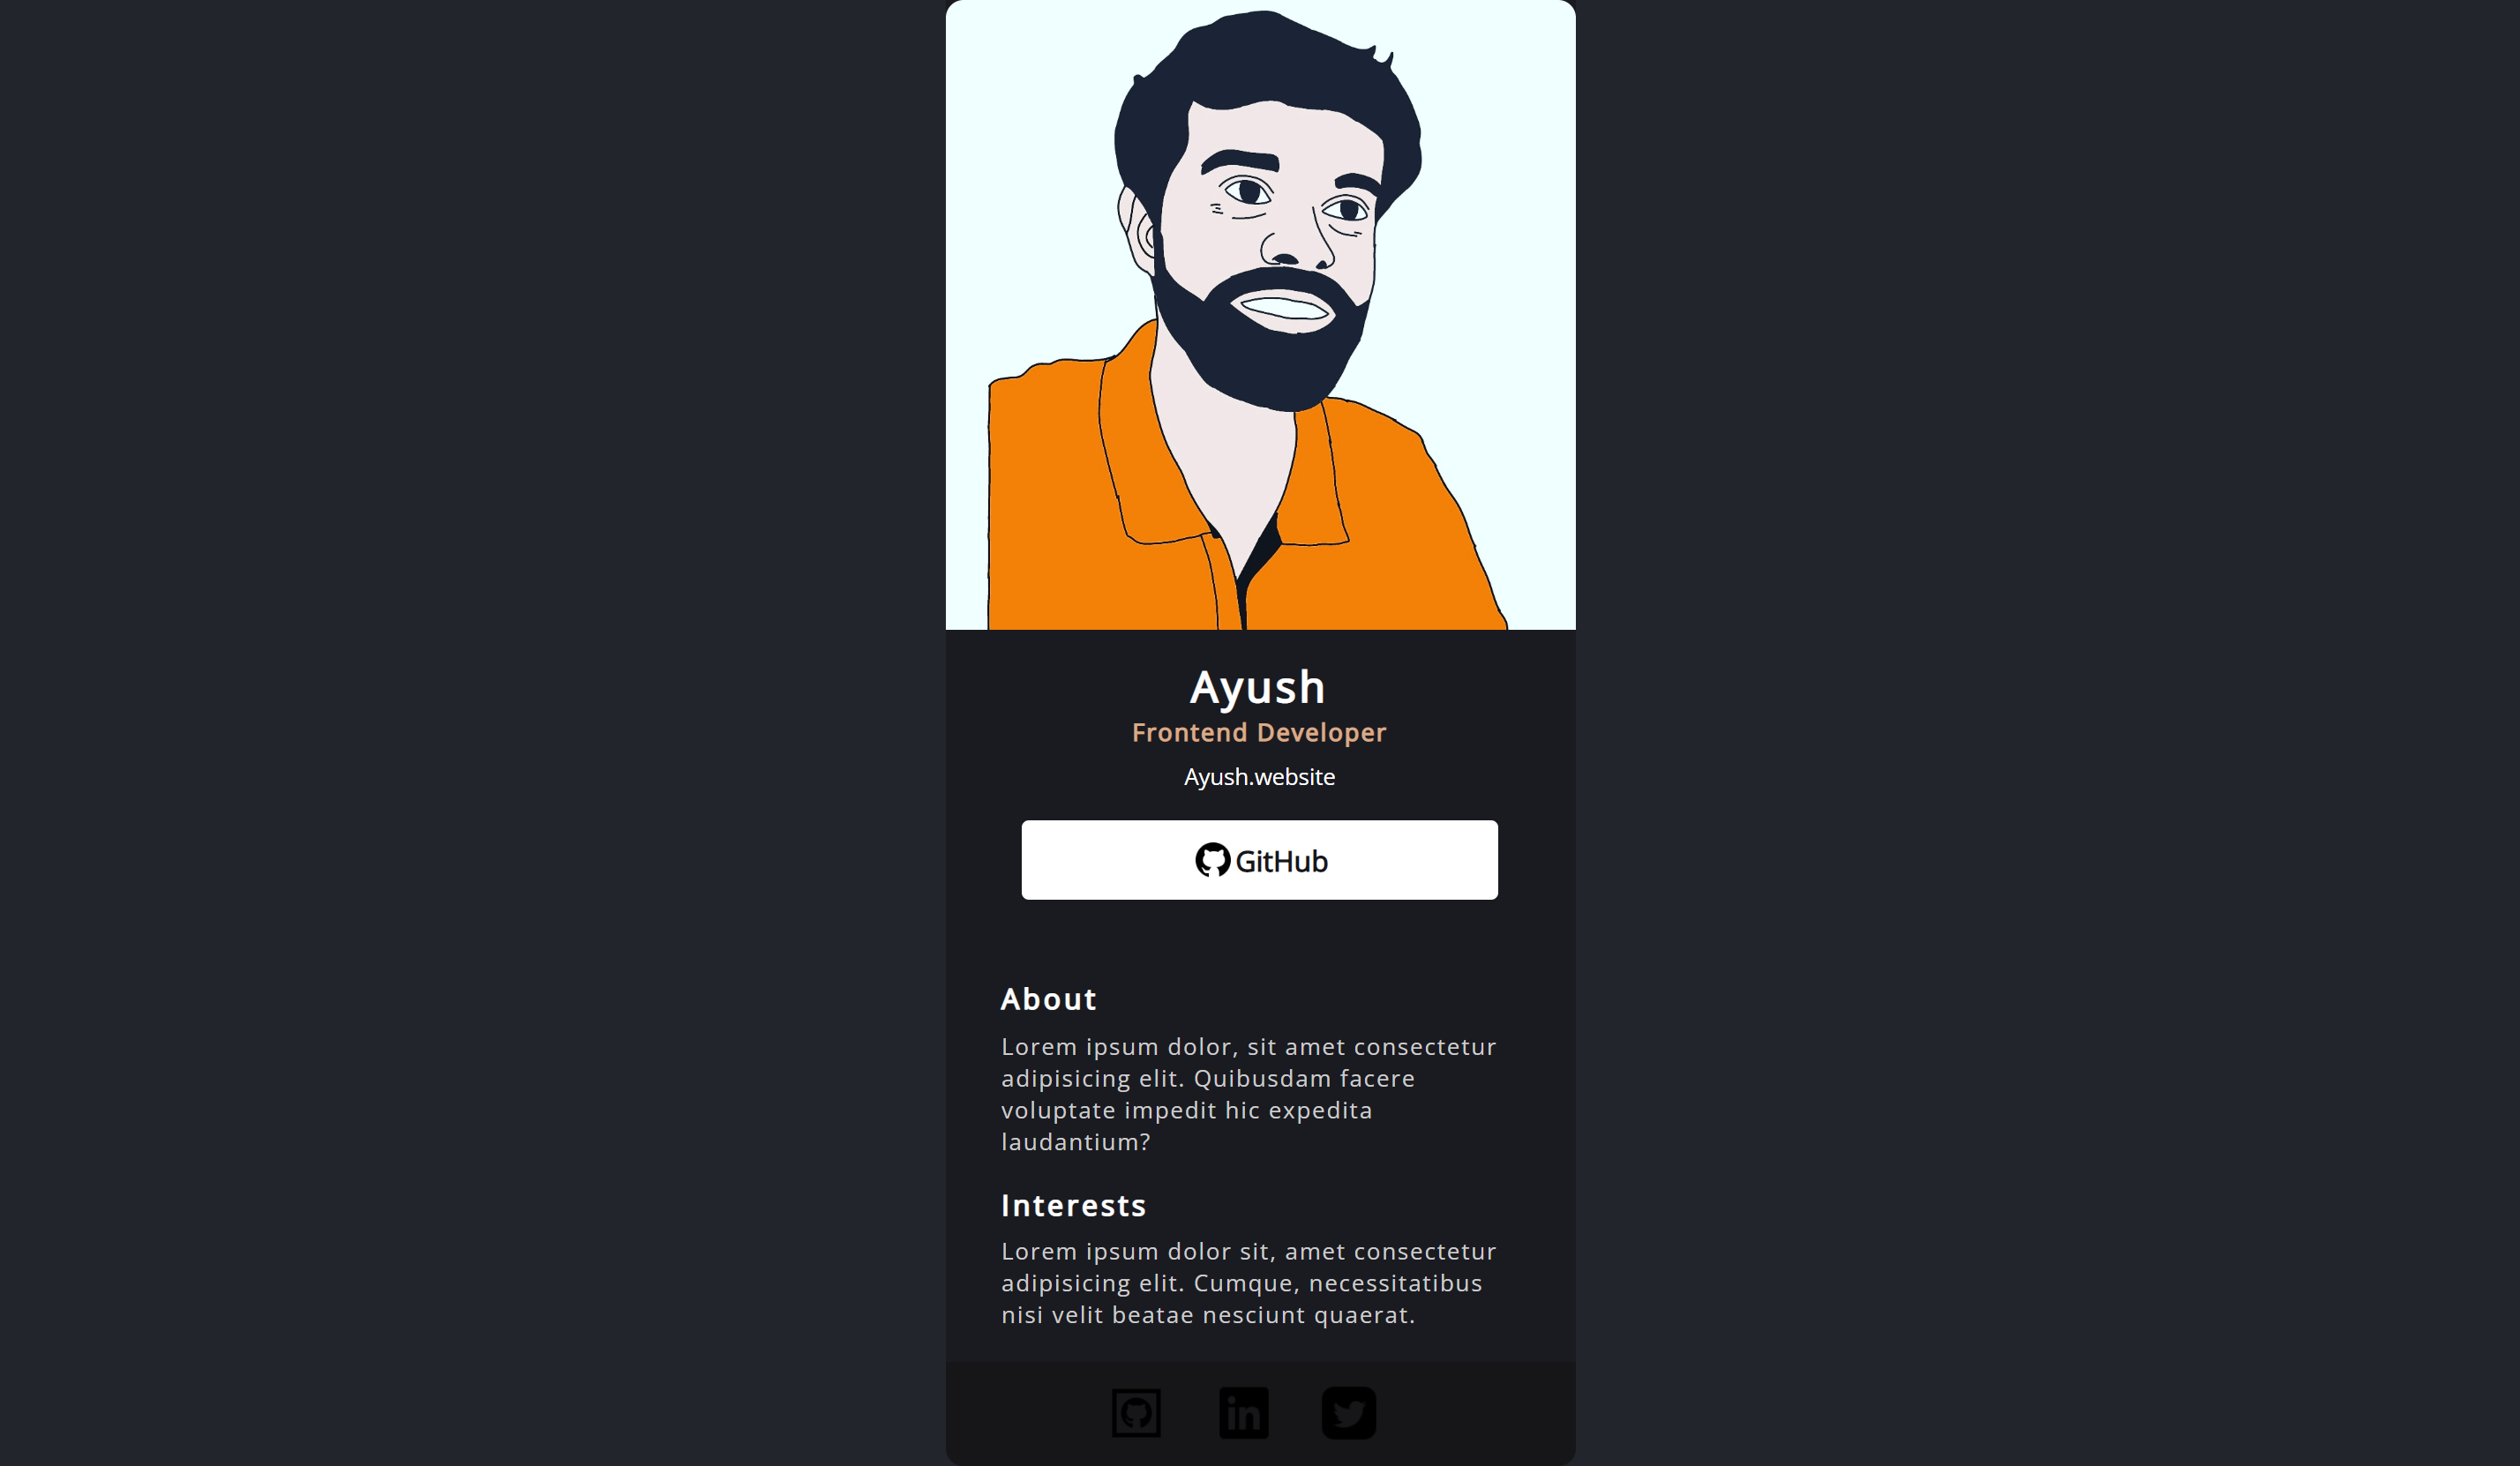 Ayush
Frontend Developer
Ayush.website
GitHub
About
Lorem ipsum dolor, sit amet consectetur
adipisicing elit. Quibusdam facere
voluptate impedit hic expedita
laudantium?
Interests
Lorem ipsum dolor sit, amet consectetur
adipisicing elit. Cumque, necessitatibus
nisi velit beatae nesciunt quaerat.
in